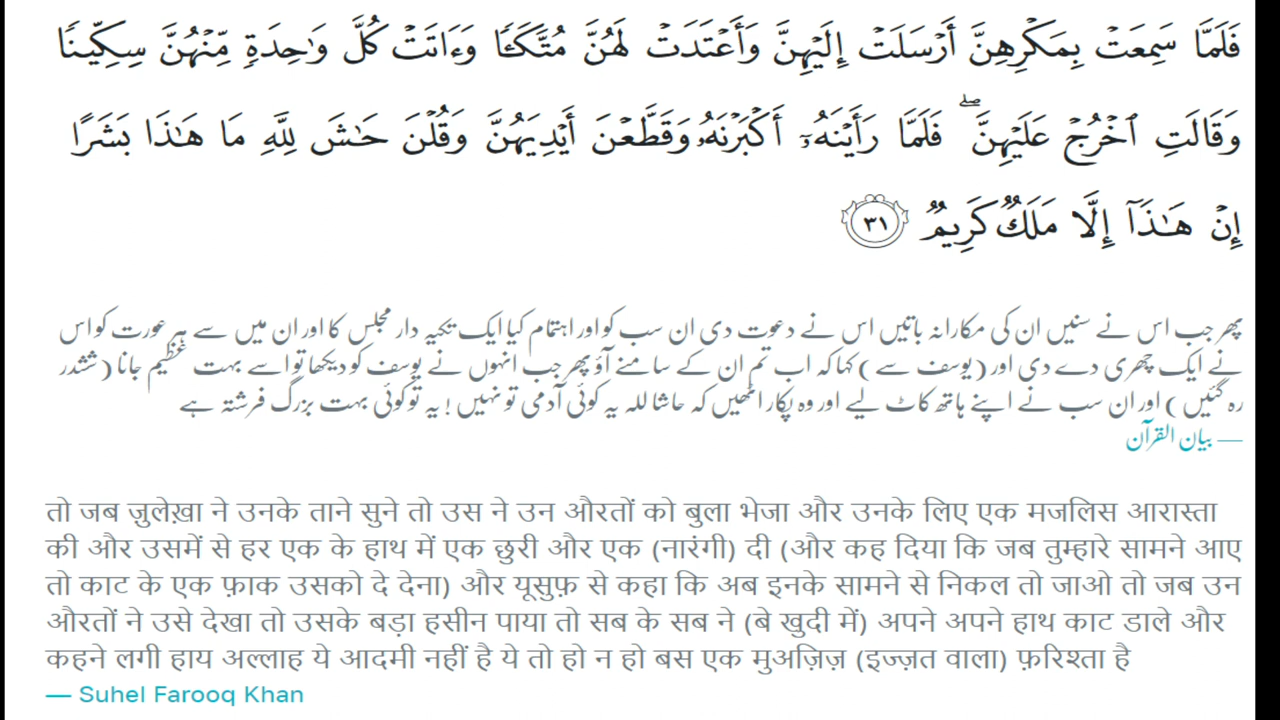 فَلَمَّا سَمِعَتْ بِمَكْرِهِنَّ أَرْسَلَتْ إِلَيْهِنَّ وَأَعْتَدَتْ لَهُنَّ مُتَّكَـًٔا وَءَاتَتْ كُلَّ وَٰحِدَةٍ مِّنْهُنَّ سِكِّينًا
وَقَالَتِ ٱخْرُجْ عَلَيْهِنَّ ۖ فَلَمَّا رَأَيْنَهُۥٓ أَكْبَرْنَهُۥ وَقَطَّعْنَ أَيْدِيَهُنَّ وَقُلْنَ حَـٰشَ لِلَّهِ مَا هَـٰذَا بَشَرًا
إِنْ هَـٰذَآ إِلَّا مَلَكٌ كَرِيمٌ ٣١
پھر جب اس نے سنیں ان کی مکارانہ باتیں اس نے دعوت دی ان سب کو اور اہتمام کیا ایک تکیہ دار مجلس کا اور ان میں سے ہر عورت کو اس
نے ایک چھری دے دی اور (یوسف سے) کہا کہ اب تم ان کے سامنے آؤ پھر جب انہوں نے یوسف کو دیکھا تو اسے بہت عظیم جانا (ششدر
رہ گئیں) اور ان سب نے اپنے ہاتھ کاٹ لیے اور وہ پکار اٹھیں کہ حاشا للہ یہ کوئی آدمی تو نہیں ! یہ تو کوئی بہت بزرگ فرشتہ ہے
— بیان القرآن
तो जब ज़ुलेख़ा ने उनके ताने सुने तो उस ने उन औरतों को बुला भेजा और उनके लिए एक मजलिस आरास्ता
की और उसमें से हर एक के हाथ में एक छुरी और एक (नारंगी) दी (और कह दिया कि जब तुम्हारे सामने आए
तो काट के एक फ़ाक उसको दे देना) और यूसुफ़ से कहा कि अब इनके सामने से निकल तो जाओ तो जब उन
औरतों ने उसे देखा तो उसके बड़ा हसीन पाया तो सब के सब ने (बे खुदी में) अपने अपने हाथ काट डाले और
कहने लगी हाय अल्लाह ये आदमी नहीं है ये तो हो न हो बस एक मुअज़िज़ (इज्ज़त वाला) फ़रिश्ता है
— Suhel Farooq Khan